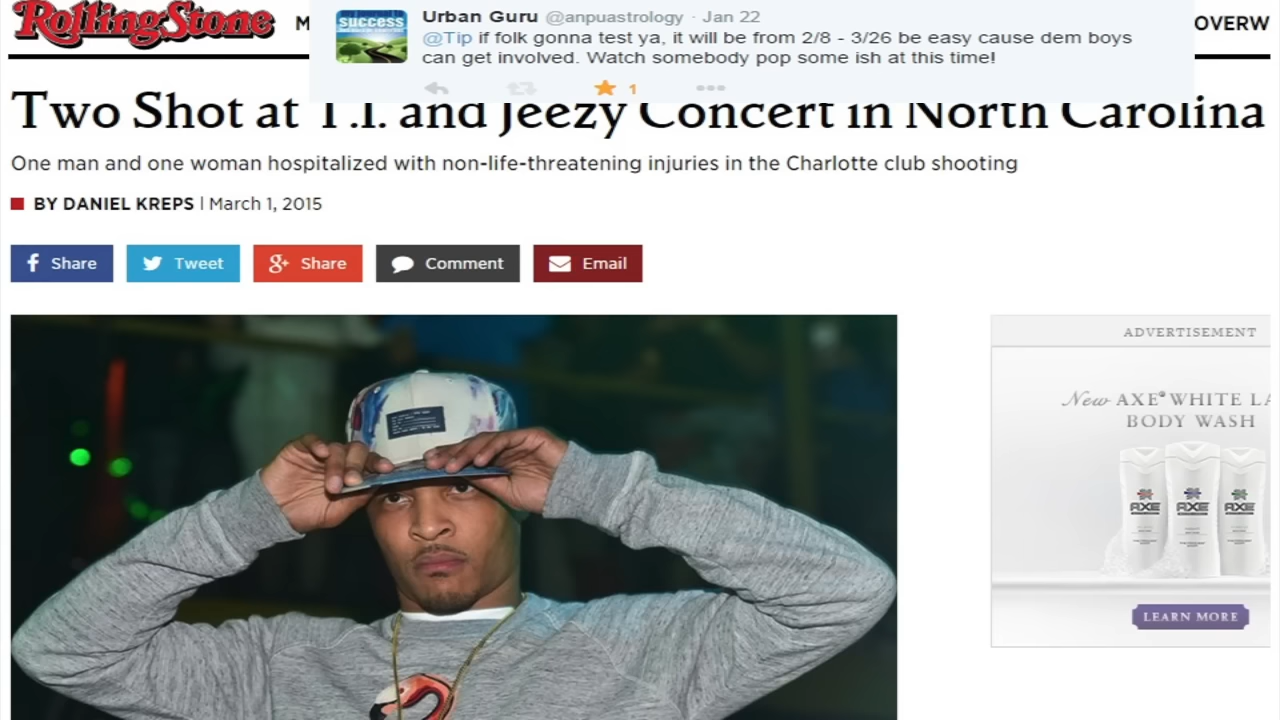 RollingStone
M
OVERW
success
Urban Guru @anpuastrology · Jan 22
@Tip if folk gonna test ya, it will be from 2/8 - 3/26 be easy cause dem boys
can get involved. Watch somebody pop some ish at this time!
1
Two Shot at T.I. and Jeezy Concert in North Carolina
One man and one woman hospitalized with non-life-threatening injuries in the Charlotte club shooting
BY DANIEL KREPS | March 1, 2015
Share
Tweet
g+ Share
Comment
Email
ADVERTISEMENT
New AXE® WHITE LA
BODY WASH
AXE AXE AXE
LEARN MORE